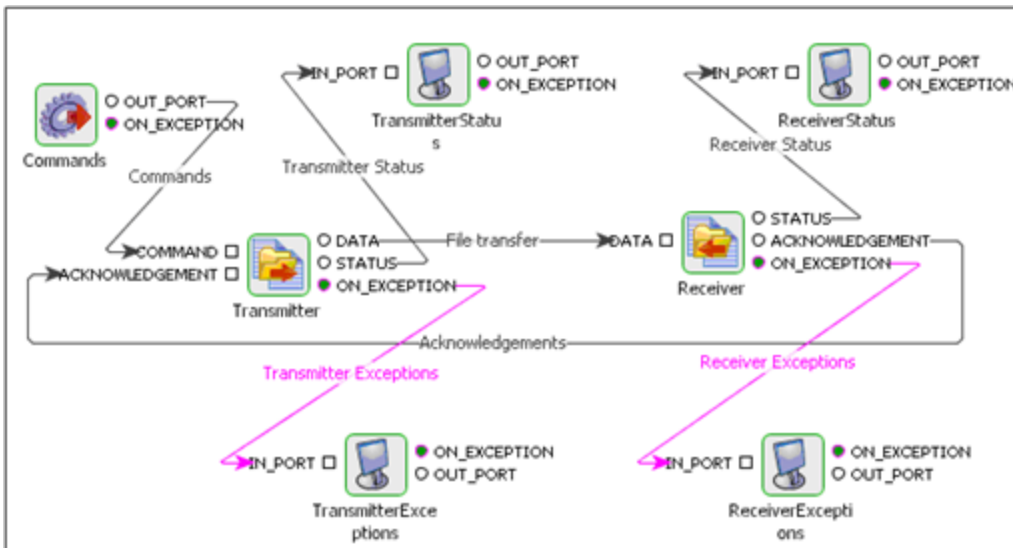 IN_PORT
OUT_PORT
ON_EXCEPTION
TransmitterStatu
s
IN_PORT
OUT_PORT
ON_EXCEPTION
ReceiverStatus
OUT_PORT
ON_EXCEPTION
Commands
Commands
Transmitter Status
Receiver Status
COMMAND
ACKNOWLEDGEMENT
DATA
STATUS
ON_EXCEPTION
Transmitter
File transfer
DATA
STATUS
ACKNOWLEDGEMENT
ON_EXCEPTION
Receiver
Acknowledgements
Transmitter Exceptions
Receiver Exceptions
IN_PORT
ON_EXCEPTION
OUT_PORT
TransmitterExce
ptions
IN_PORT
ON_EXCEPTION
OUT_PORT
ReceiverExcepti
ons